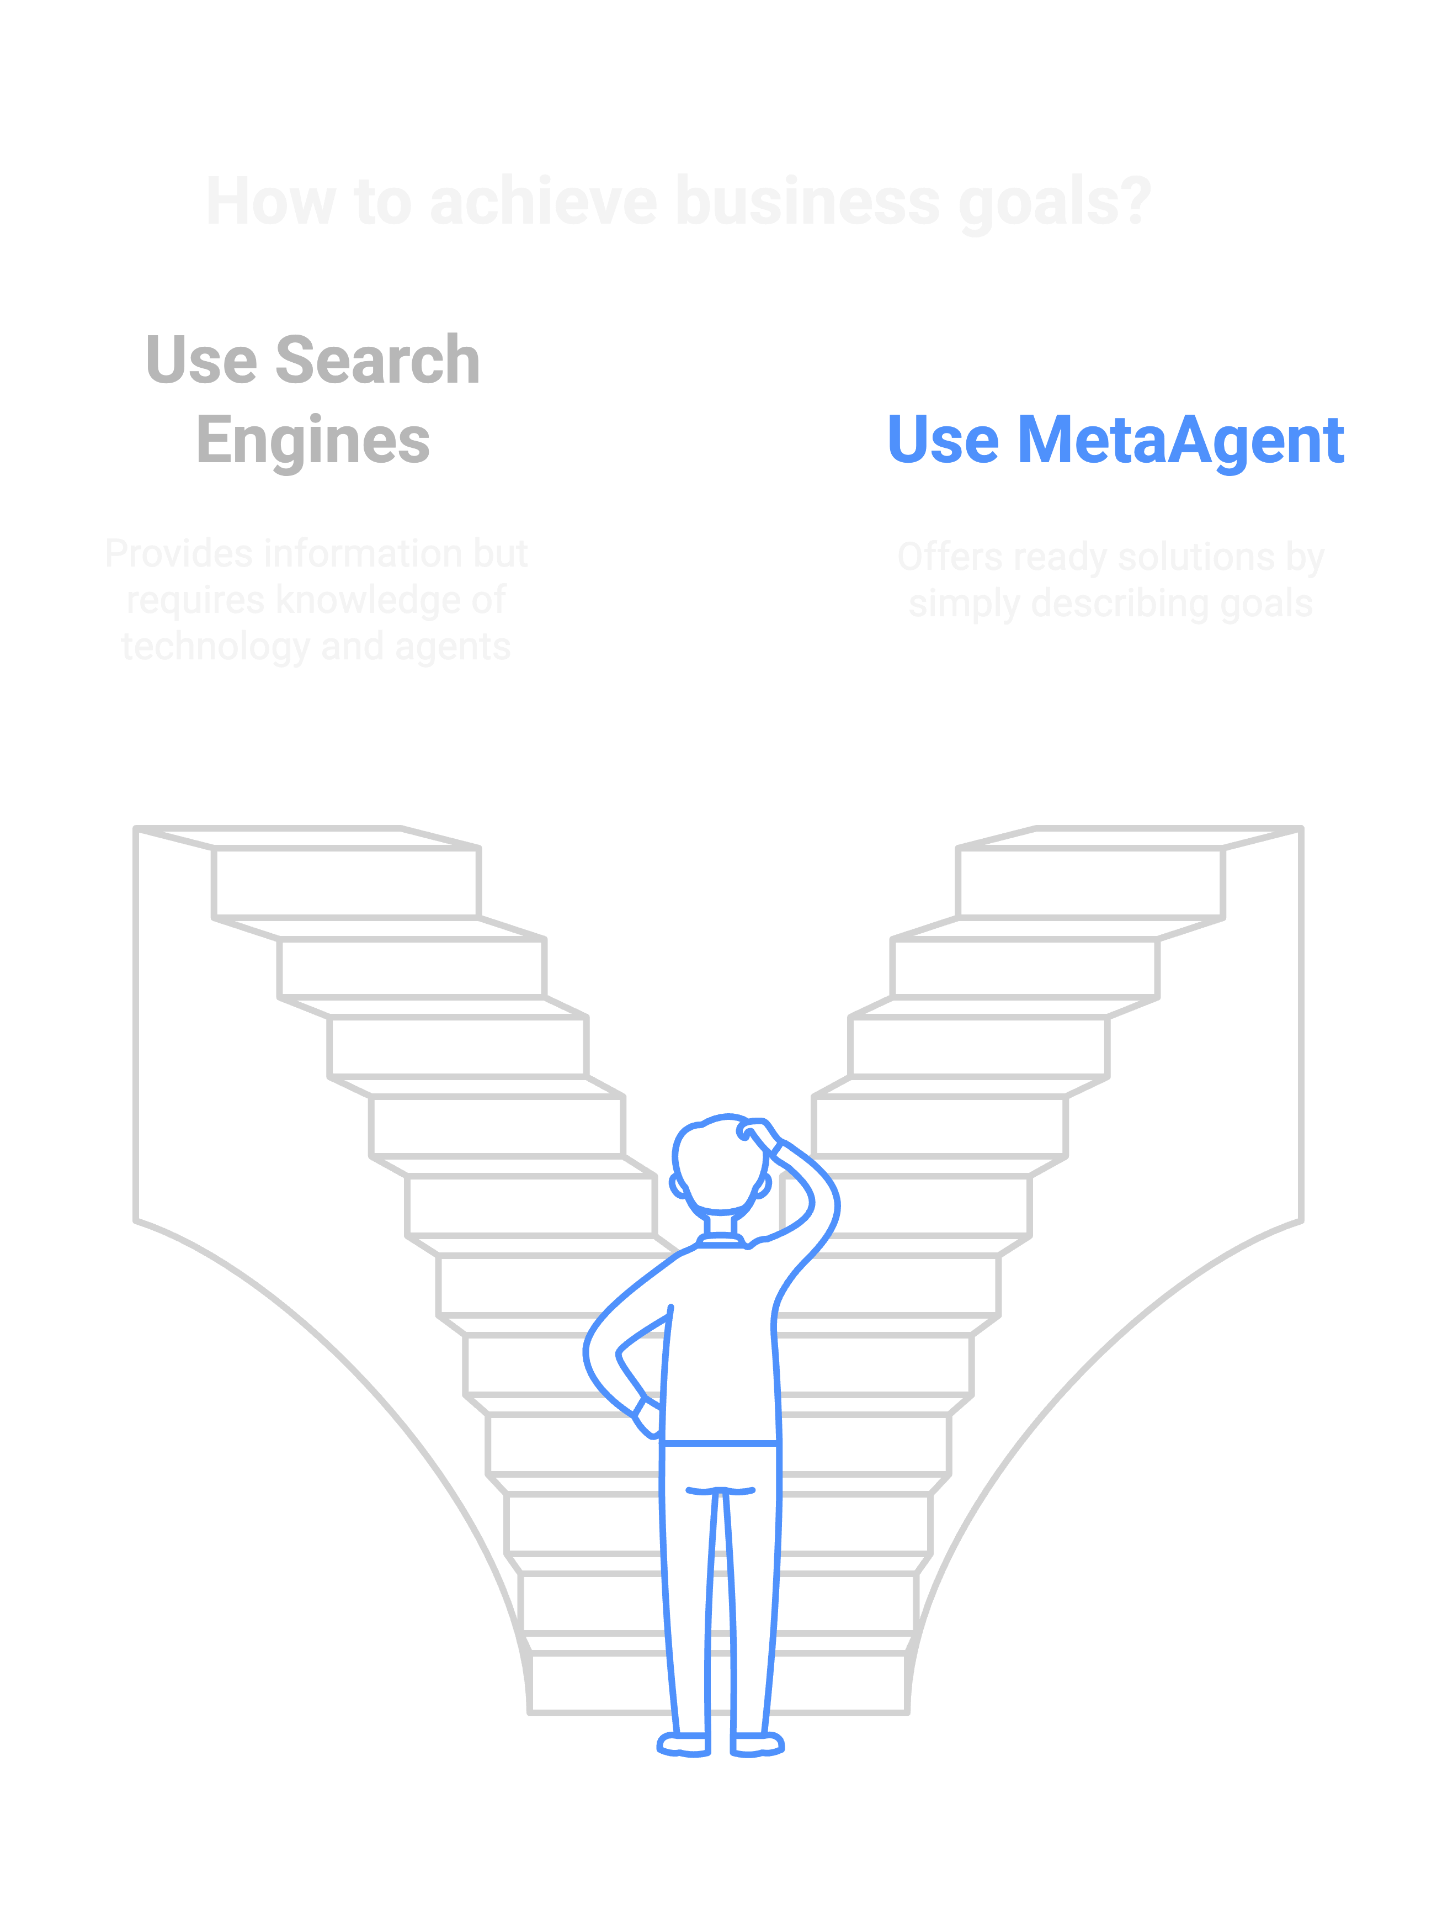 How to achieve business goals?
Use Search
Engines
Provides information but
requires knowledge of
technology and agents
Use MetaAgent
Offers ready solutions by
simply describing goals